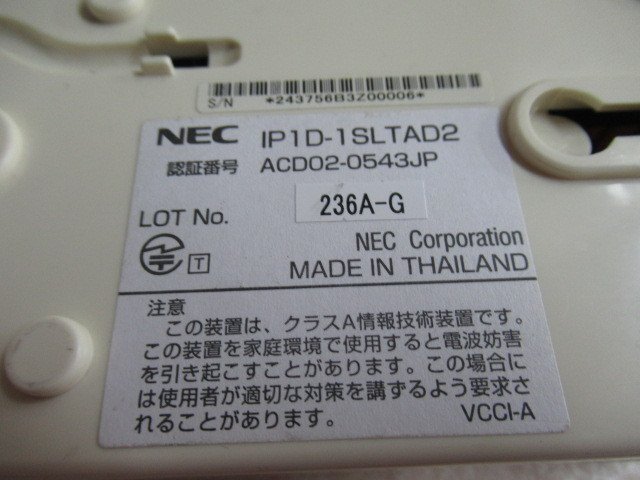 S/N *243756B3Z00006*
NEC IP1D-1SLTAD2
認証番号 ACD02-0543JP
LOT No. 236A-G
T
NEC Corporation
MADE IN THAILAND
注意
この装置は、クラスA情報技術装置です。
この装置を家庭環境で使用すると電波妨害
を引き起こすことがあります。この場合に
は使用者が適切な対策を講ずるよう要求さ
れることがあります。 VCCI-A